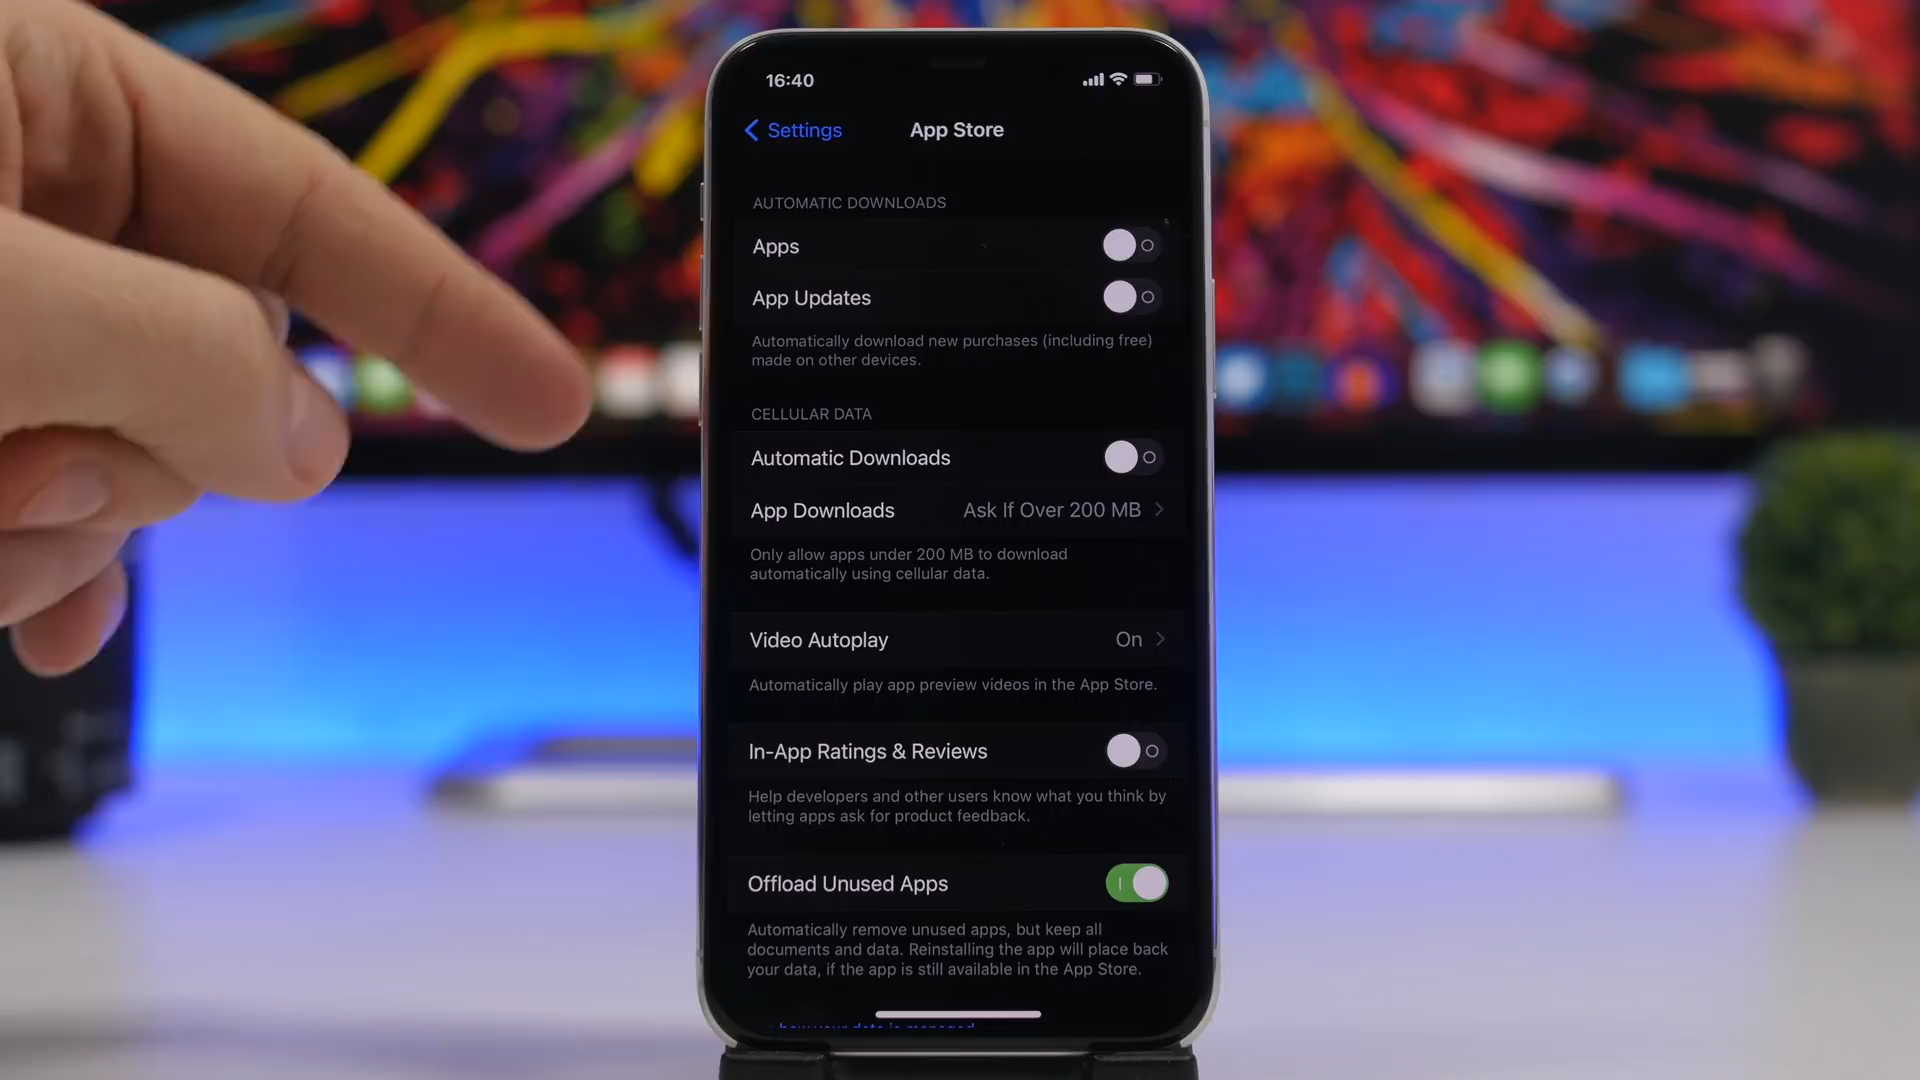 16:40
Settings
App Store
AUTOMATIC DOWNLOADS
Apps
App Updates
Automatically download new purchases (including free)
made on other devices.
CELLULAR DATA
Automatic Downloads
App Downloads Ask If Over 200 MB
Only allow apps under 200 MB to download
automatically using cellular data.
Video Autoplay On
Automatically play app preview videos in the App Store.
In-App Ratings & Reviews
Help developers and other users know what you think by
letting apps ask for product feedback.
Offload Unused Apps
Automatically remove unused apps, but keep all
documents and data. Reinstalling the app will place back
your data, if the app is still available in the App Store.
how your data is managed